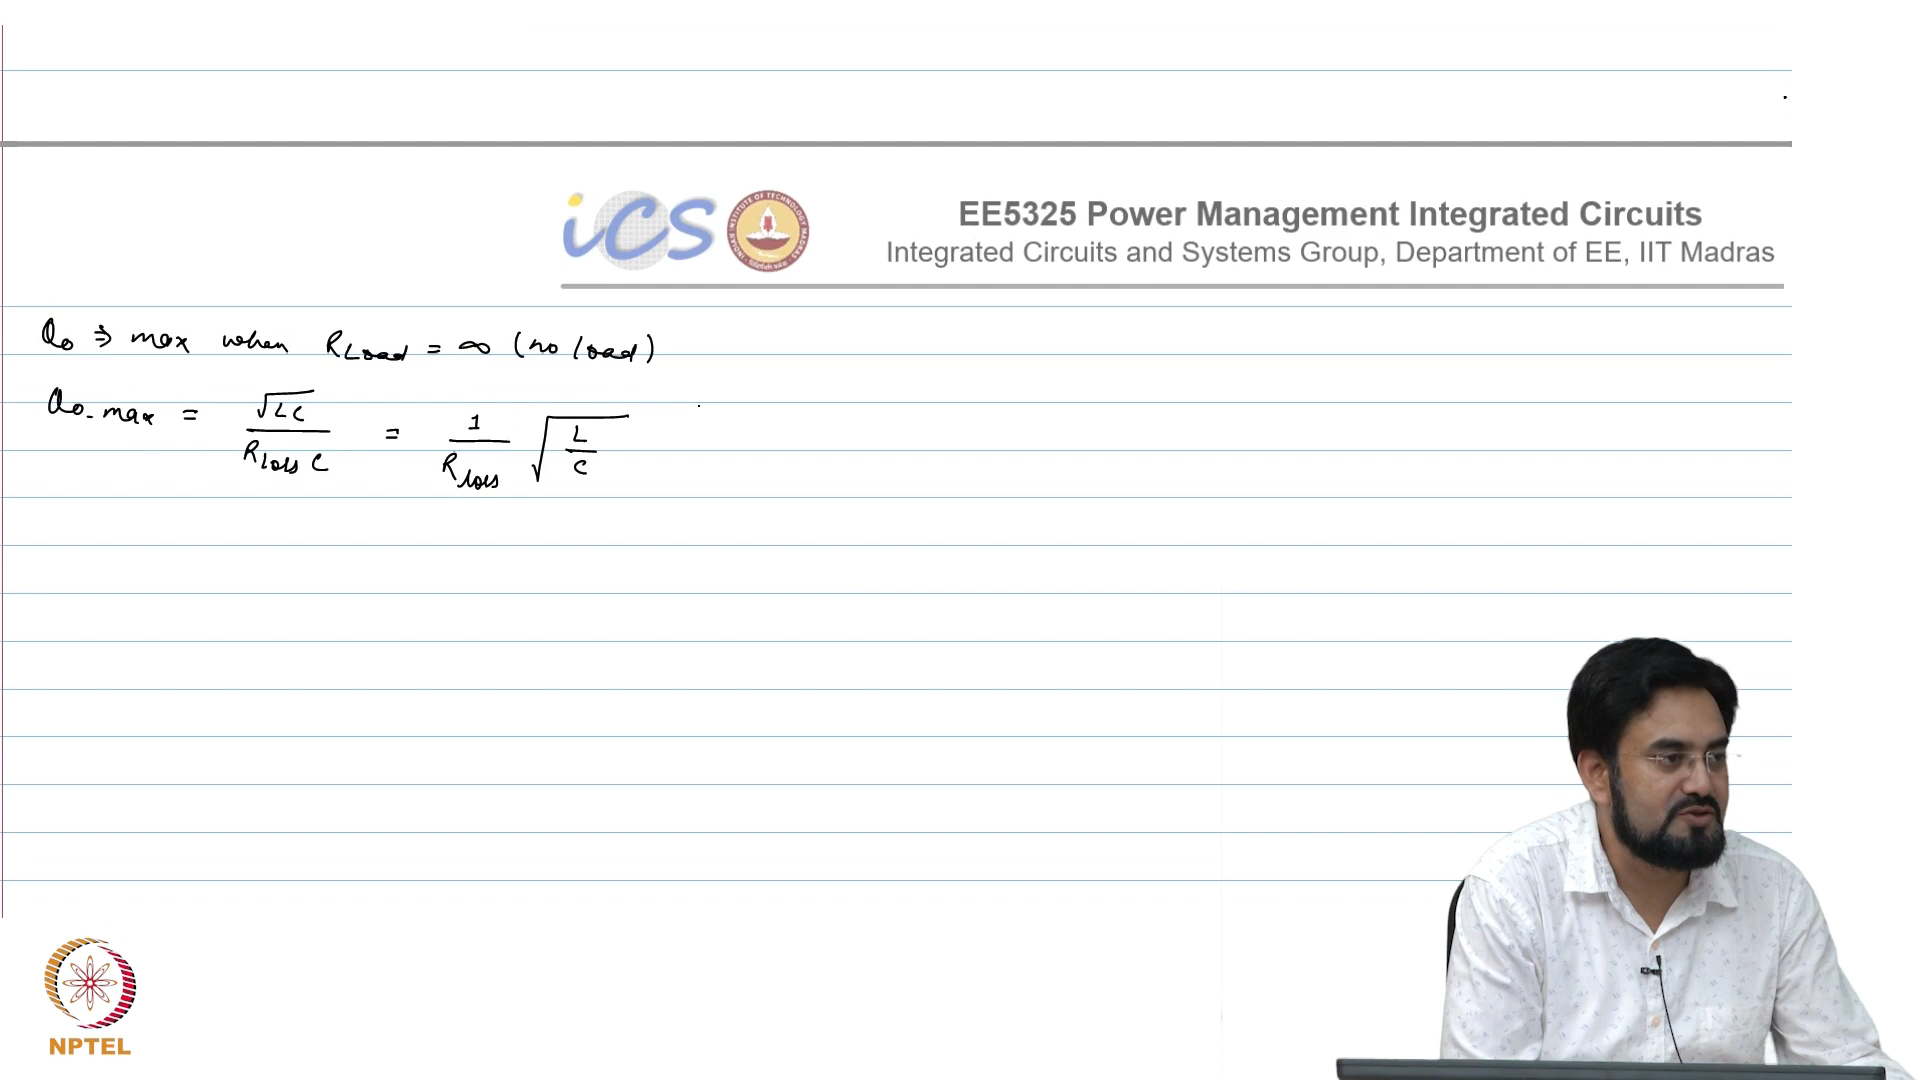 iCS
EE5325 Power Management Integrated Circuits
Integrated Circuits and Systems Group, Department of EE, IIT Madras
Q₀ ⇒ max when R_Load = ∞ (no load)
Q₀-max = √LC / (R_loss C) = 1 / R_loss √(L/C)
NPTEL